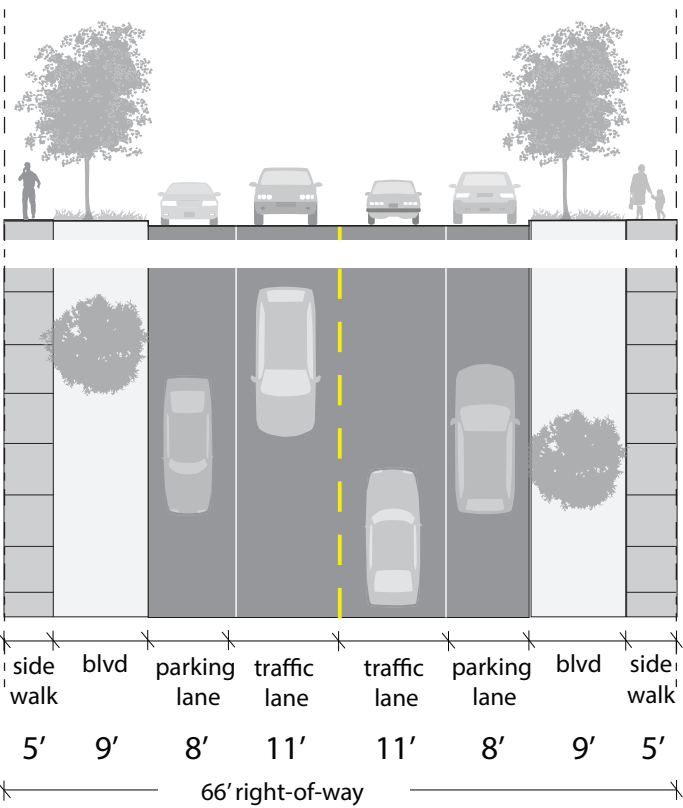 side walk
blvd
parking lane
traffic lane
traffic lane
parking lane
blvd
side walk
5′ 9′ 8′ 11′ 11′ 8′ 9′ 5′
66′ right-of-way